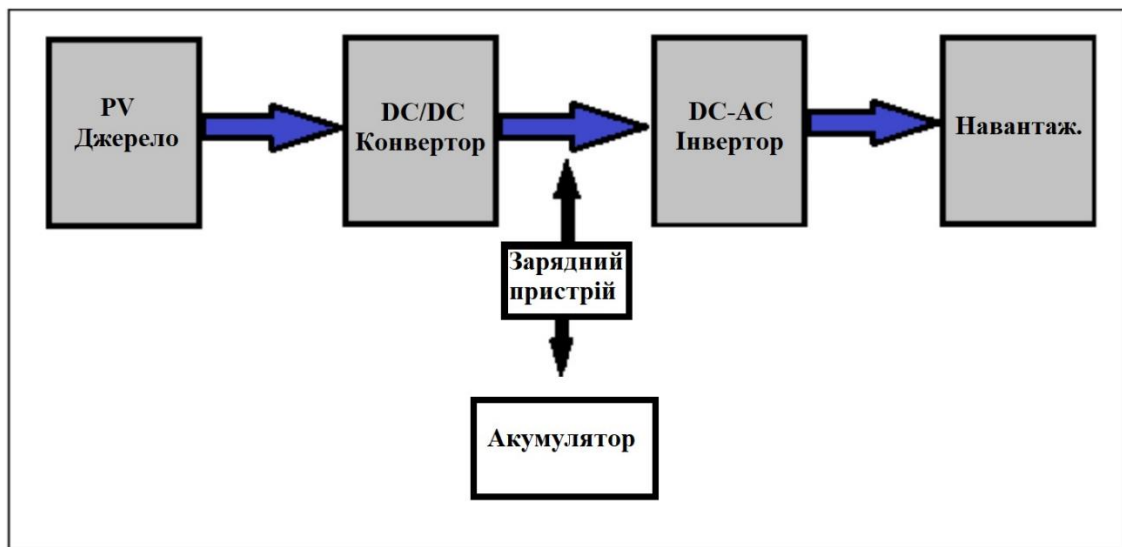 PV
Джерело
DC/DC
Конвертор
DC-AC
Інвертор
Навантаж.
Зарядний
пристрій
Акумулятор